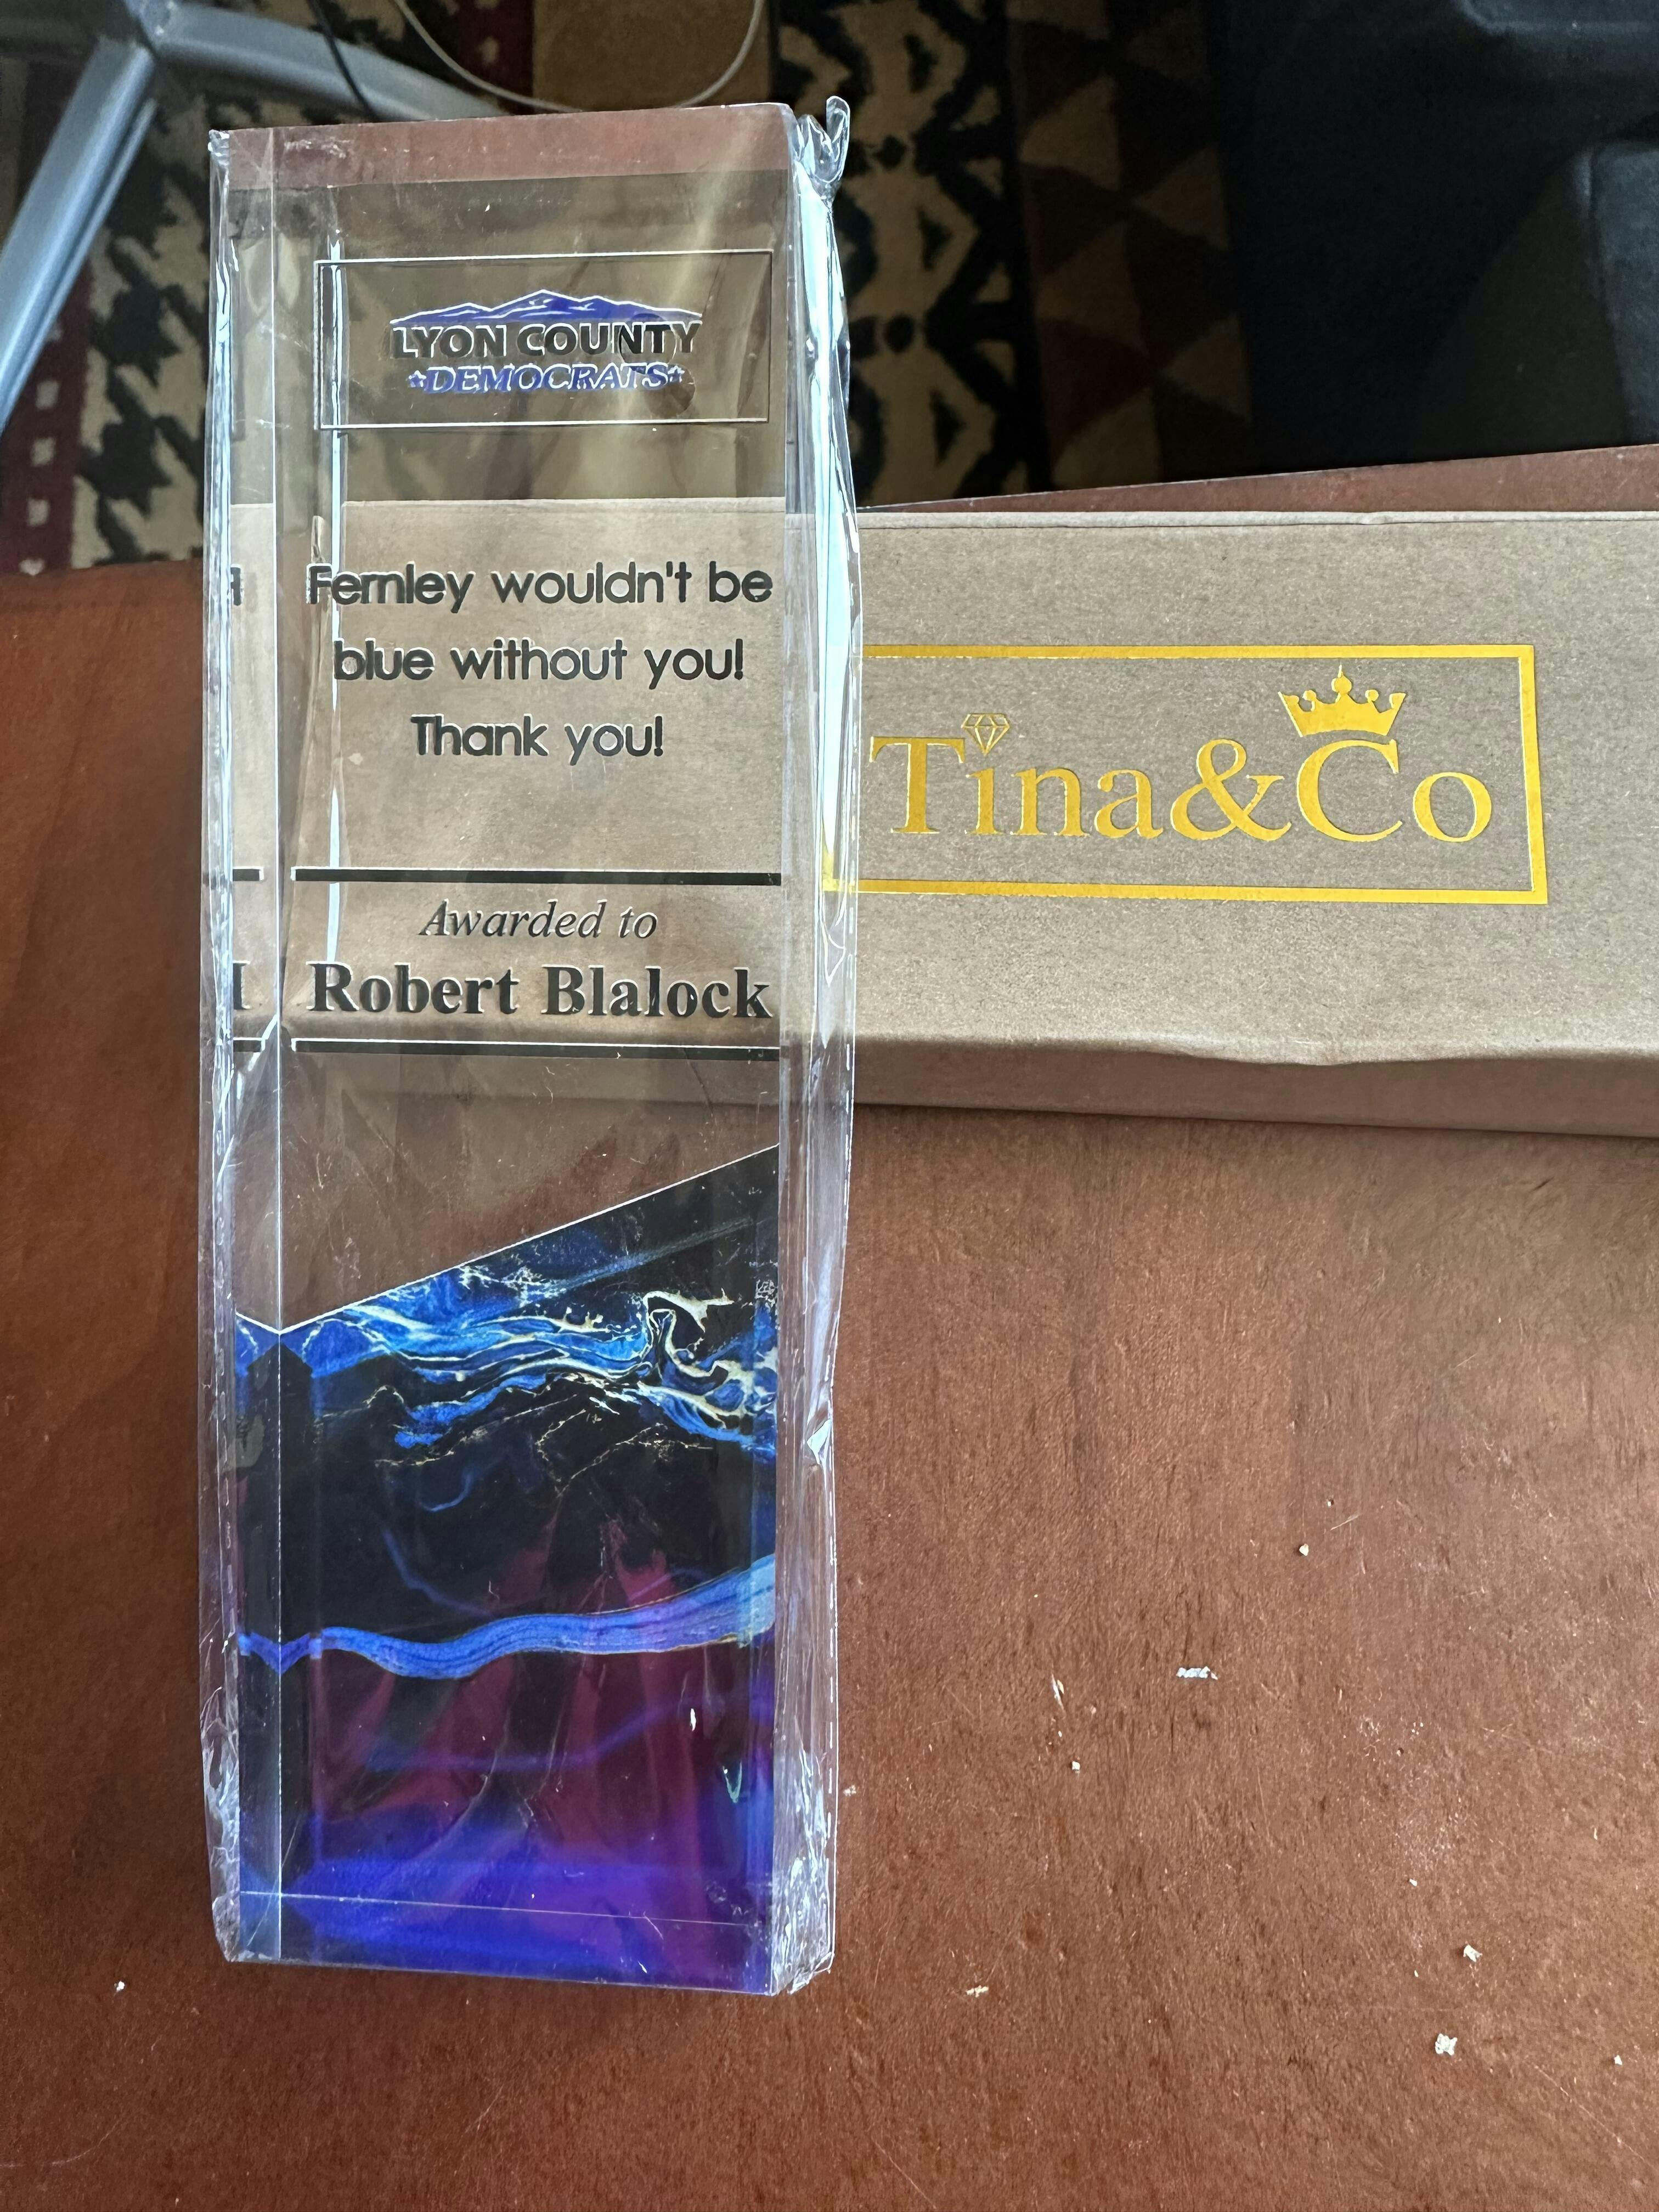 LYON COUNTY
DEMOCRATS
Fernley wouldn't be
blue without you!
Thank you!
Awarded to
Robert Blalock
Tina&Co